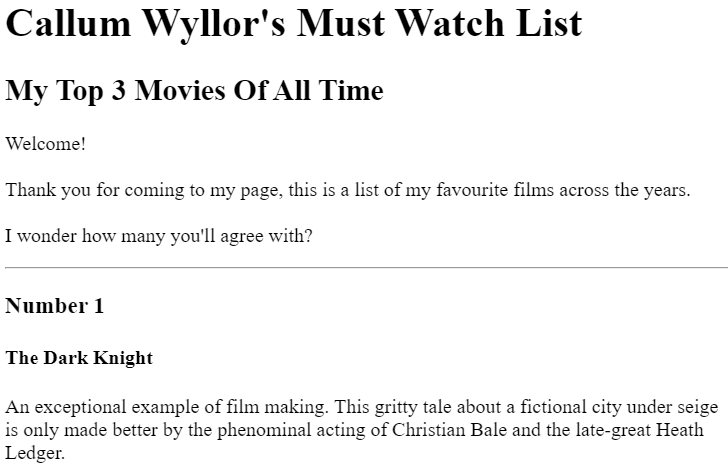 Callum Wyllor's Must Watch List
My Top 3 Movies Of All Time
Welcome!
Thank you for coming to my page, this is a list of my favourite films across the years.
I wonder how many you'll agree with?
Number 1
The Dark Knight
An exceptional example of film making. This gritty tale about a fictional city under seige
is only made better by the phenominal acting of Christian Bale and the late-great Heath
Ledger.